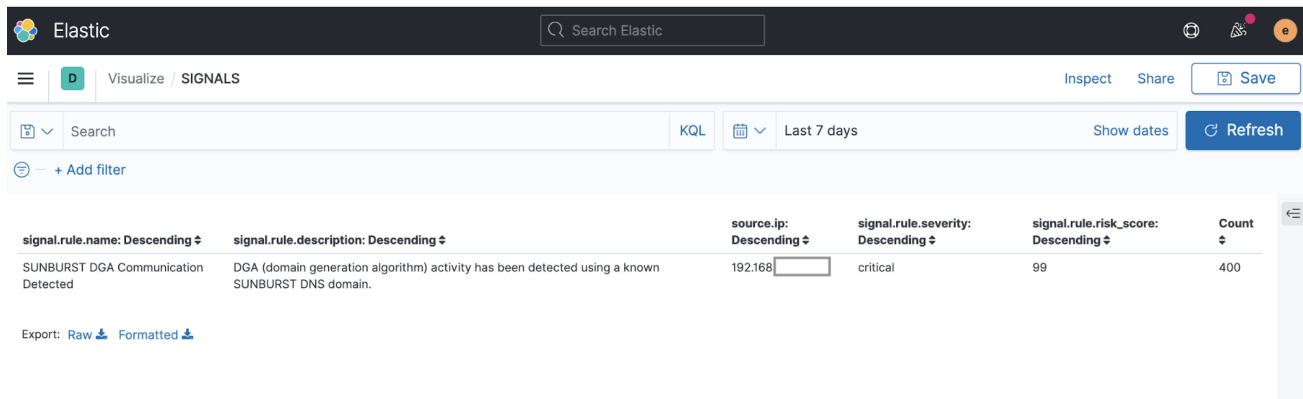 Elastic
Search Elastic
e
D
Visualize / SIGNALS
Inspect
Share
Save
Search
KQL
Last 7 days
Show dates
Refresh
+ Add filter
signal.rule.name: Descending
signal.rule.description: Descending
source.ip:
Descending
signal.rule.severity:
Descending
signal.rule.risk_score:
Descending
Count
SUNBURST DGA Communication
Detected
DGA (domain generation algorithm) activity has been detected using a known
SUNBURST DNS domain.
192.168
critical
99
400
Export: Raw Formatted